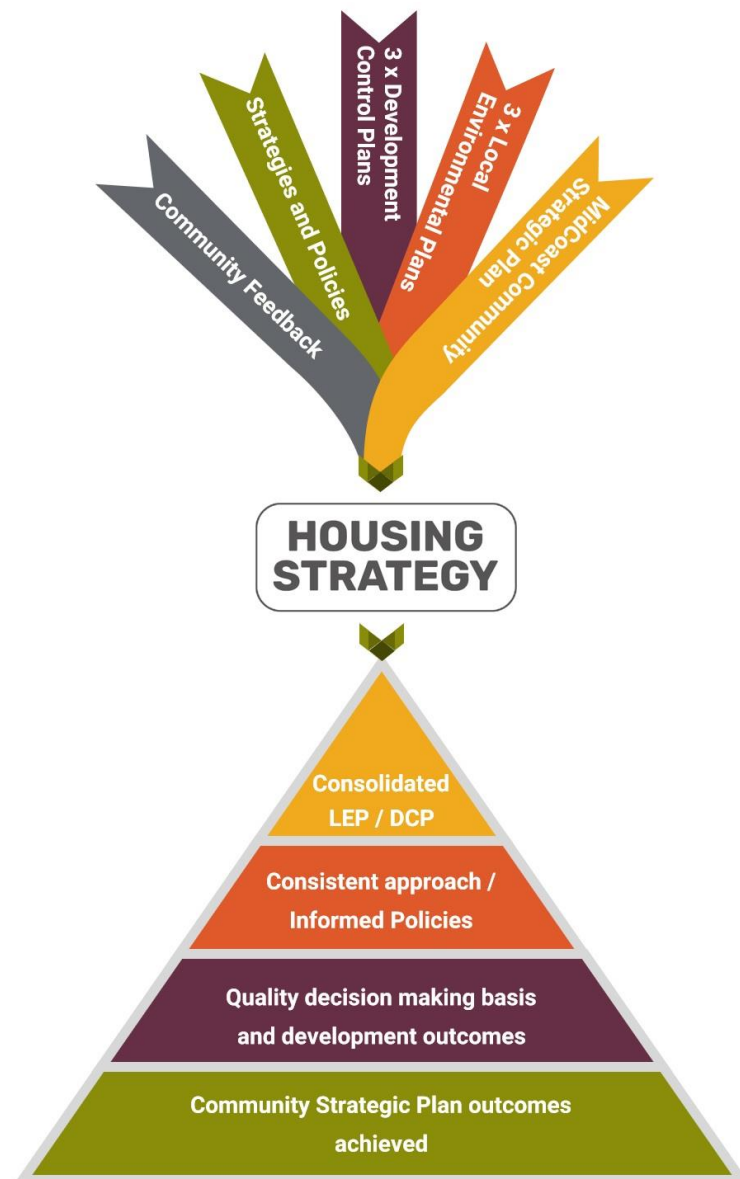 Community Feedback
Strategies and Policies
3 x Development
Control Plans
3 x Local
Environmental Plans
MidCoast Community
Strategic Plan
HOUSING
STRATEGY
Consolidated
LEP / DCP
Consistent approach /
Informed Policies
Quality decision making basis
and development outcomes
Community Strategic Plan outcomes
achieved